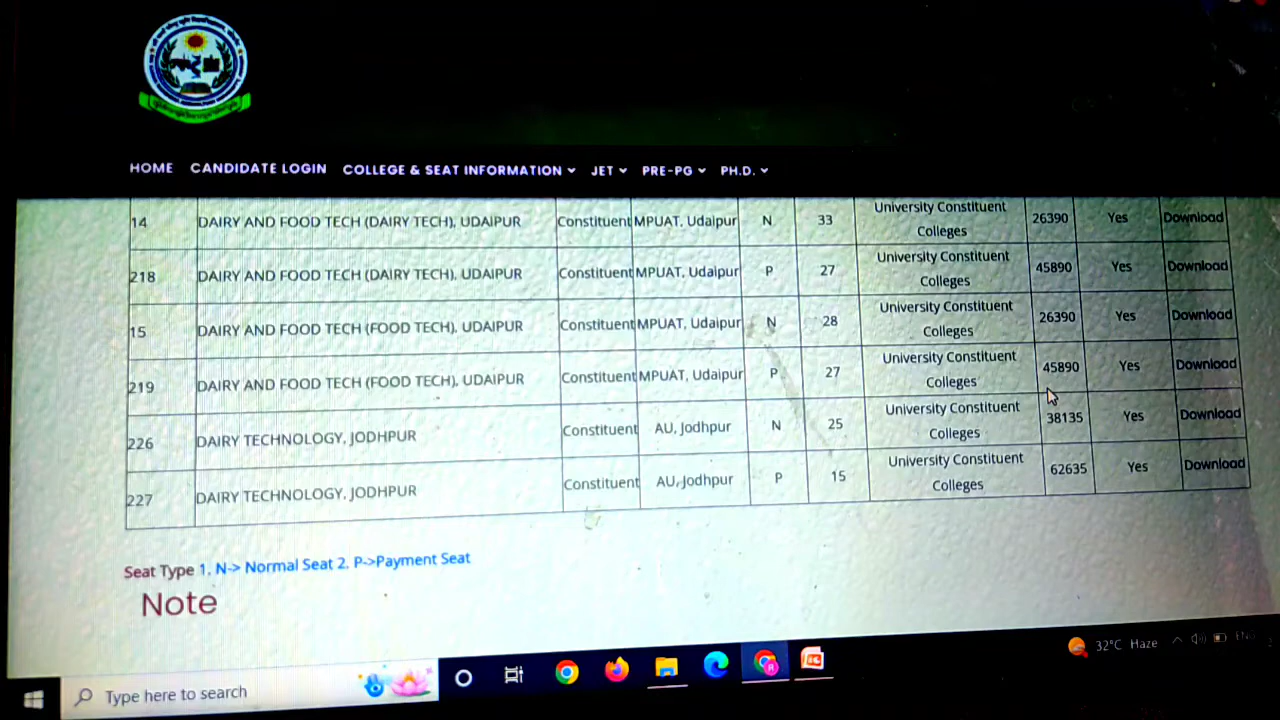 HOME CANDIDATE LOGIN COLLEGE & SEAT INFORMATION JET PRE-PG PH.D.
14 DAIRY AND FOOD TECH (DAIRY TECH), UDAIPUR Constituent MPUAT, Udaipur N 33 University Constituent Colleges 26390 Yes Download
218 DAIRY AND FOOD TECH (DAIRY TECH), UDAIPUR Constituent MPUAT, Udaipur P 27 University Constituent Colleges 45890 Yes Download
15 DAIRY AND FOOD TECH (FOOD TECH), UDAIPUR Constituent MPUAT, Udaipur N 28 University Constituent Colleges 26390 Yes Download
219 DAIRY AND FOOD TECH (FOOD TECH), UDAIPUR Constituent MPUAT, Udaipur P 27 University Constituent Colleges 45890 Yes Download
226 DAIRY TECHNOLOGY, JODHPUR Constituent AU, Jodhpur N 25 University Constituent Colleges 38135 Yes Download
227 DAIRY TECHNOLOGY, JODHPUR Constituent AU, Jodhpur P 15 University Constituent Colleges 62635 Yes Download
Seat Type 1. N-> Normal Seat 2. P->Payment Seat
Note
Type here to search
32°C Haze
ENG